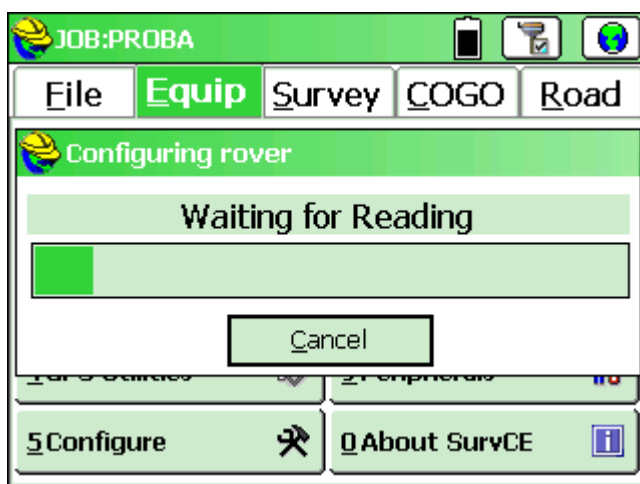 JOB:PROBA
File Equip Survey COGO Road
Configuring rover
Waiting for Reading
Cancel
5 Configure 0 About SurvCE